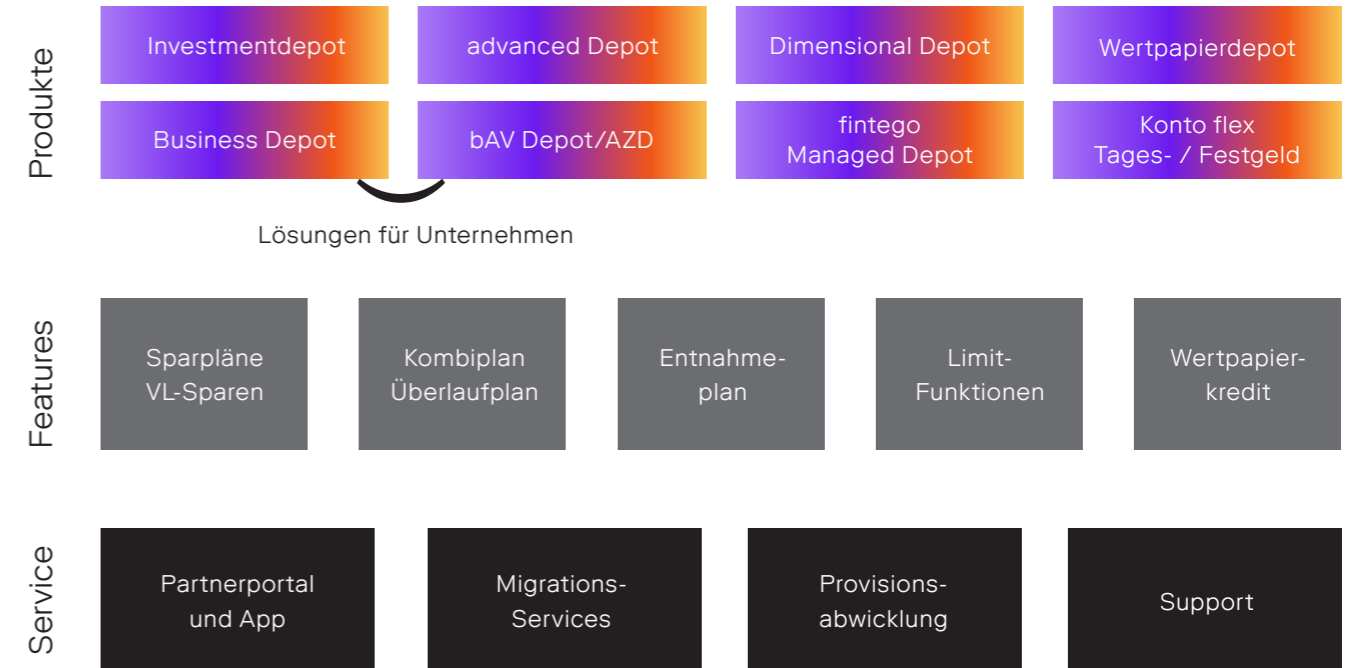 Produkte
Investmentdepot
advanced Depot
Dimensional Depot
Wertpapierdepot
Business Depot
bAV Depot/AZD
fintego
Managed Depot
Konto flex
Tages- / Festgeld
Lösungen für Unternehmen
Features
Sparpläne
VL-Sparen
Kombiplan
Überlaufplan
Entnahme-
plan
Limit-
Funktionen
Wertpapier-
kredit
Service
Partnerportal
und App
Migrations-
Services
Provisions-
abwicklung
Support